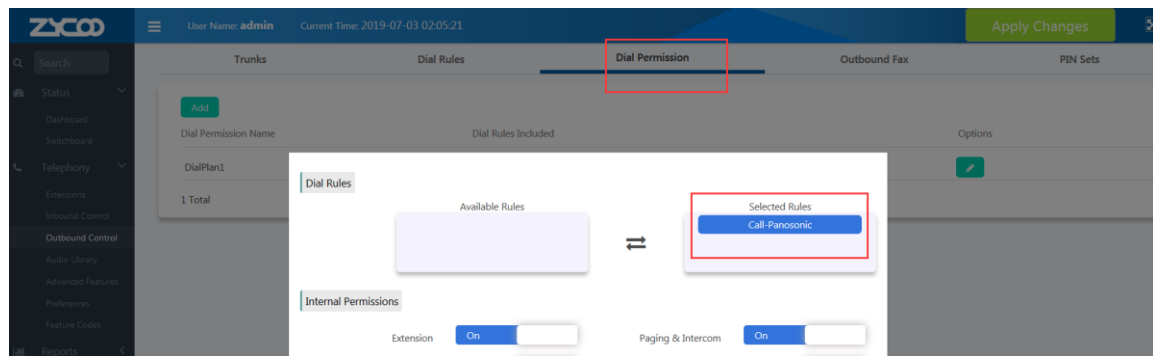 ZYCOO
User Name: admin Current Time: 2019-07-03 02:05:21 Apply Changes
Search
Status
Dashboard
Switchboard
Telephony
Extensions
Inbound Control
Outbound Control
Audio Library
Advanced Features
Preferences
Feature Codes
Reports
Trunks Dial Rules Dial Permission Outbound Fax PIN Sets
Add
Dial Permission Name Dial Rules Included Options
DialPlan1
1 Total
Dial Rules
Available Rules Selected Rules
Call-Panosonic
Internal Permissions
Extension On Paging & Intercom On